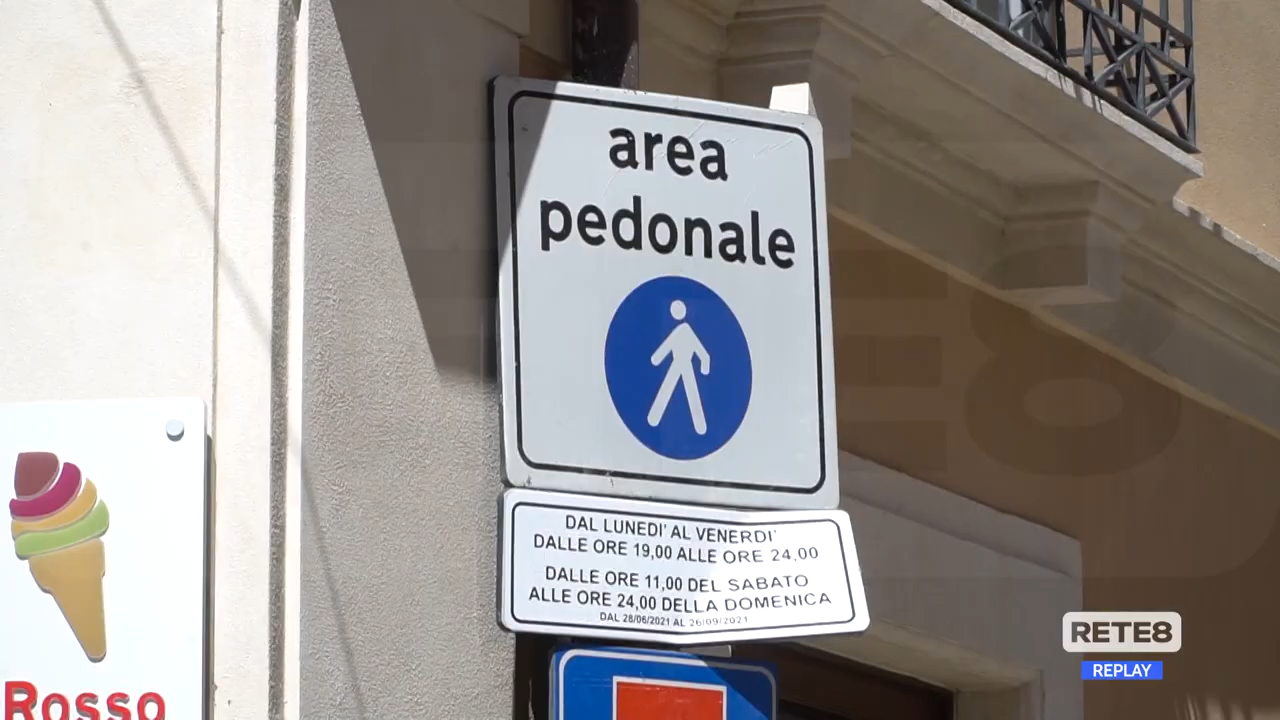 area
pedonale
DAL LUNEDI' AL VENERDI'
DALLE ORE 19,00 ALLE ORE 24,00
DALLE ORE 11,00 DEL SABATO
ALLE ORE 24,00 DELLA DOMENICA
DAL 28/06/2021 AL 26/09/2021
Rosso
RETE8
REPLAY